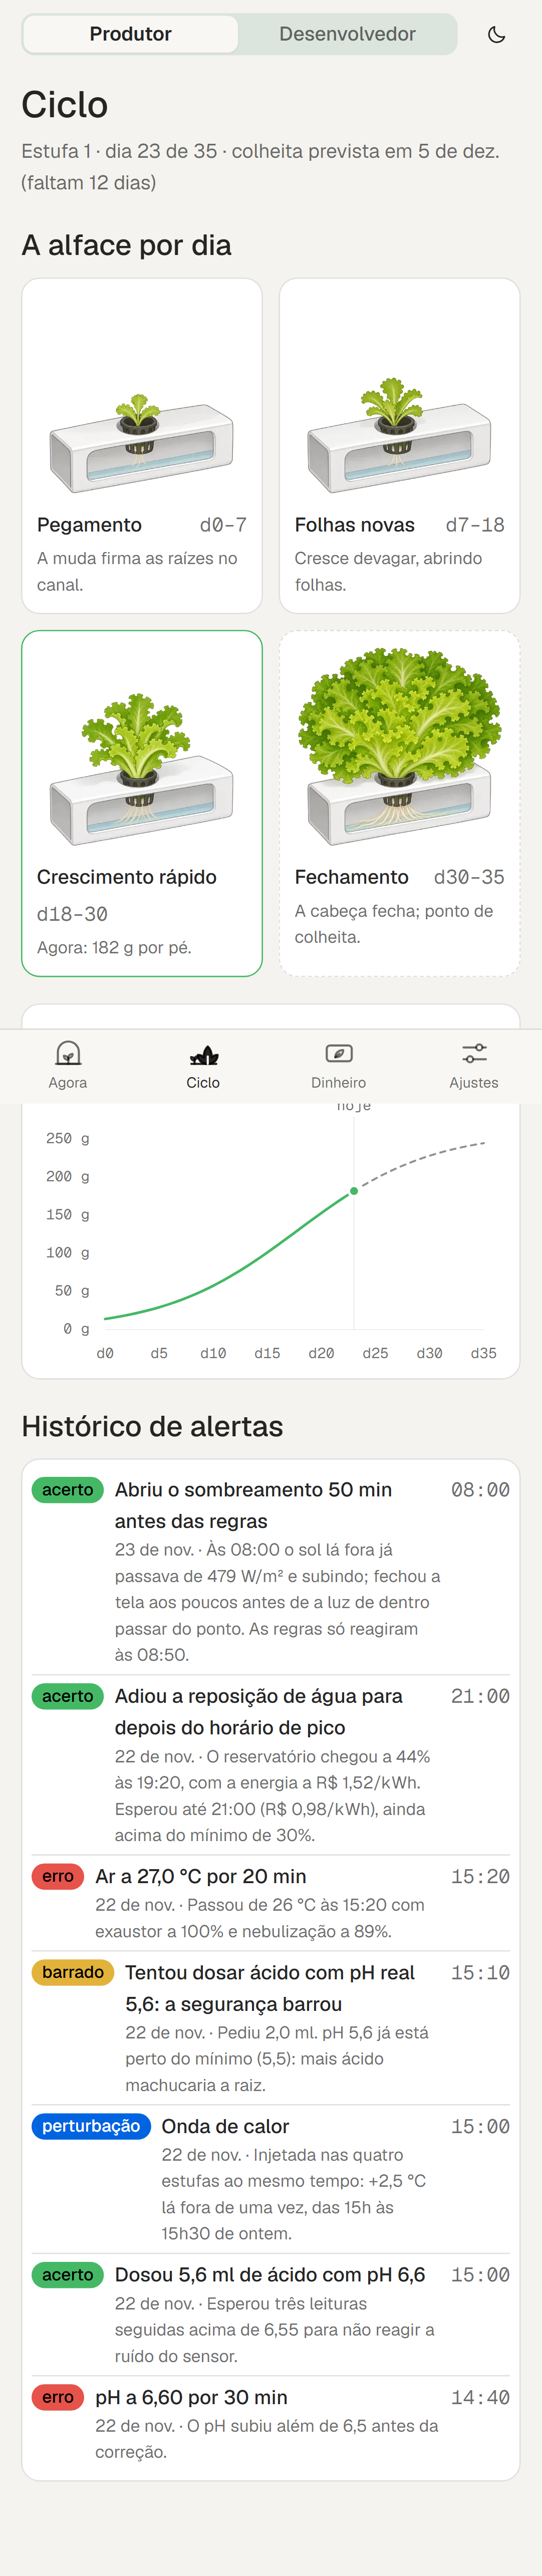 Produtor
Desenvolvedor
Ciclo
Estufa 1 · dia 23 de 35 · colheita prevista em 5 de dez.
(faltam 12 dias)
A alface por dia
Pegamento d0–7
A muda firma as raízes no
canal.
Folhas novas d7–18
Cresce devagar, abrindo
folhas.
Crescimento rápido
d18–30
Agora: 182 g por pé.
Fechamento d30–35
A cabeça fecha; ponto de
colheita.
Agora
Ciclo
Dinheiro
Ajustes
hoje
250 g
200 g
150 g
100 g
50 g
0 g
d0 d5 d10 d15 d20 d25 d30 d35
Histórico de alertas
acerto Abriu o sombreamento 50 min 08:00
antes das regras
23 de nov. · Às 08:00 o sol lá fora já
passava de 479 W/m² e subindo; fechou a
tela aos poucos antes de a luz de dentro
passar do ponto. As regras só reagiram
às 08:50.
acerto Adiou a reposição de água para 21:00
depois do horário de pico
22 de nov. · O reservatório chegou a 44%
às 19:20, com a energia a R$ 1,52/kWh.
Esperou até 21:00 (R$ 0,98/kWh), ainda
acima do mínimo de 30%.
erro Ar a 27,0 °C por 20 min 15:20
22 de nov. · Passou de 26 °C às 15:20 com
exaustor a 100% e nebulização a 89%.
barrado Tentou dosar ácido com pH real 15:10
5,6: a segurança barrou
22 de nov. · Pediu 2,0 ml. pH 5,6 já está
perto do mínimo (5,5): mais ácido
machucaria a raiz.
perturbação Onda de calor 15:00
22 de nov. · Injetada nas quatro
estufas ao mesmo tempo: +2,5 °C
lá fora de uma vez, das 15h às
15h30 de ontem.
acerto Dosou 5,6 ml de ácido com pH 6,6 15:00
22 de nov. · Esperou três leituras
seguidas acima de 6,55 para não reagir a
ruído do sensor.
erro pH a 6,60 por 30 min 14:40
22 de nov. · O pH subiu além de 6,5 antes da
correção.